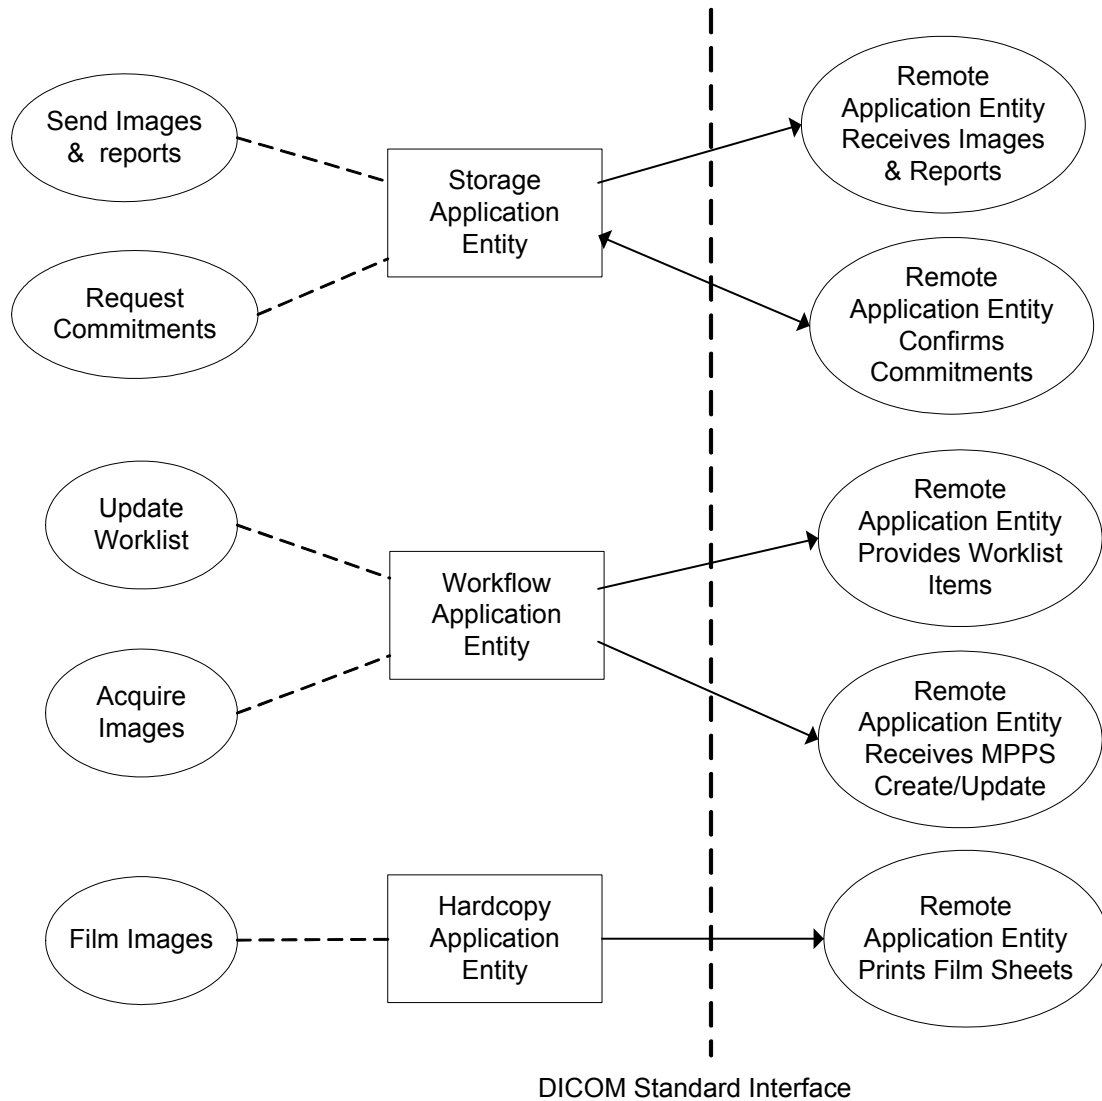 Send Images
& reports
Request
Commitments
Storage
Application
Entity
Remote
Application Entity
Receives Images
& Reports
Remote
Application Entity
Confirms
Commitments
Update
Worklist
Acquire
Images
Workflow
Application
Entity
Remote
Application Entity
Provides Worklist
Items
Remote
Application Entity
Receives MPPS
Create/Update
Film Images
Hardcopy
Application
Entity
Remote
Application Entity
Prints Film Sheets
DICOM Standard Interface